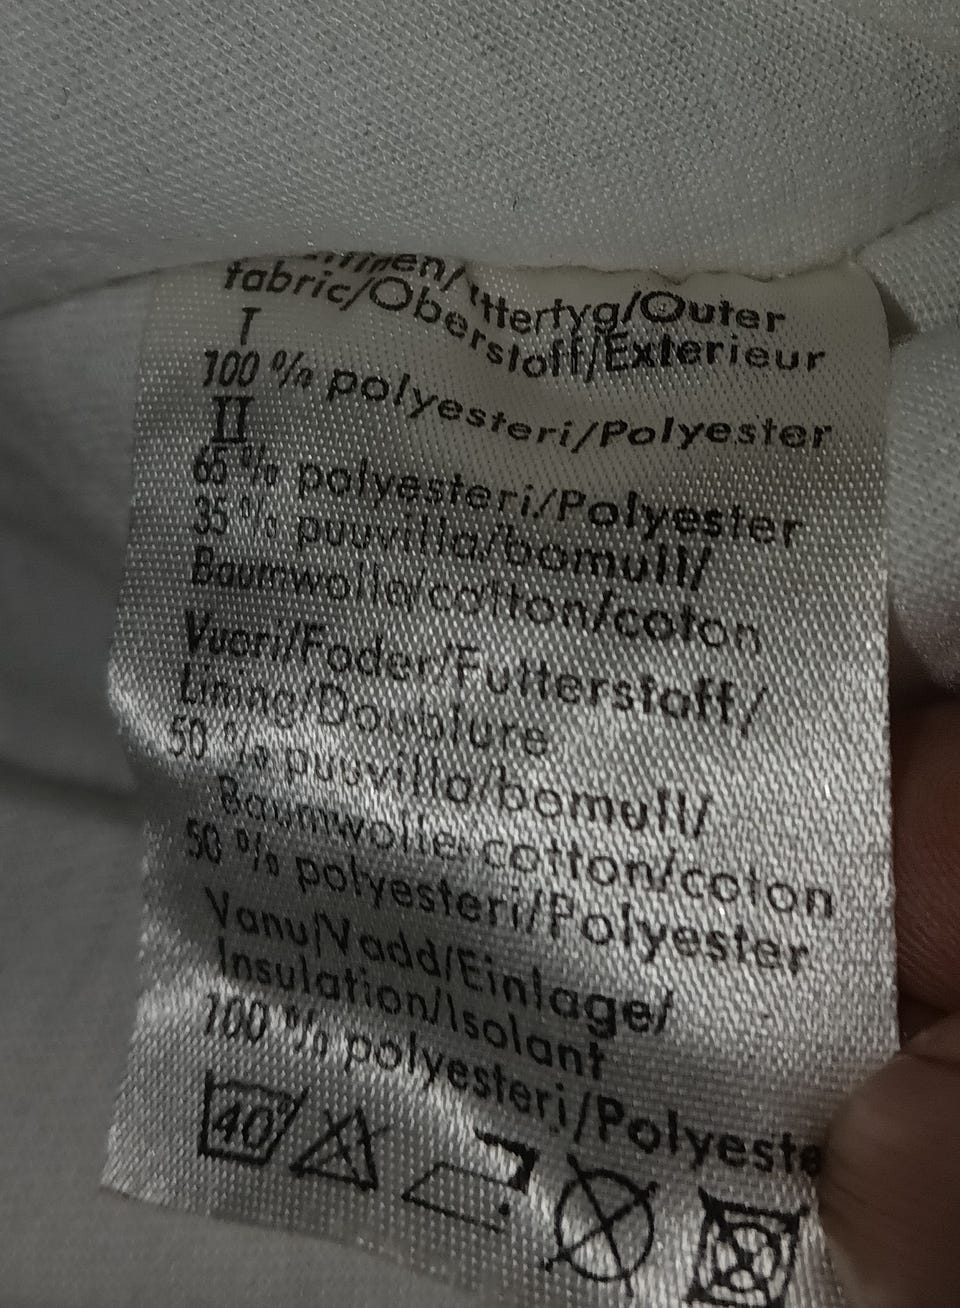 /Outer
fabric/Oberstoff/Exterieur
I
100 % polyesteri/Polyester
II
65 % polyesteri/Polyester
35 % puuvilla/bomull/
Baumwolle/cotton/coton
Vuori/Foder/Futterstoff/
Lining/Doublure
50 % puuvilla/bomull/
Baumwolle/cotton/coton
50 % polyesteri/Polyester
Vanu/Vadd/Einlage/
Insulation/Isolant
100 % polyesteri/Polyeste
40°